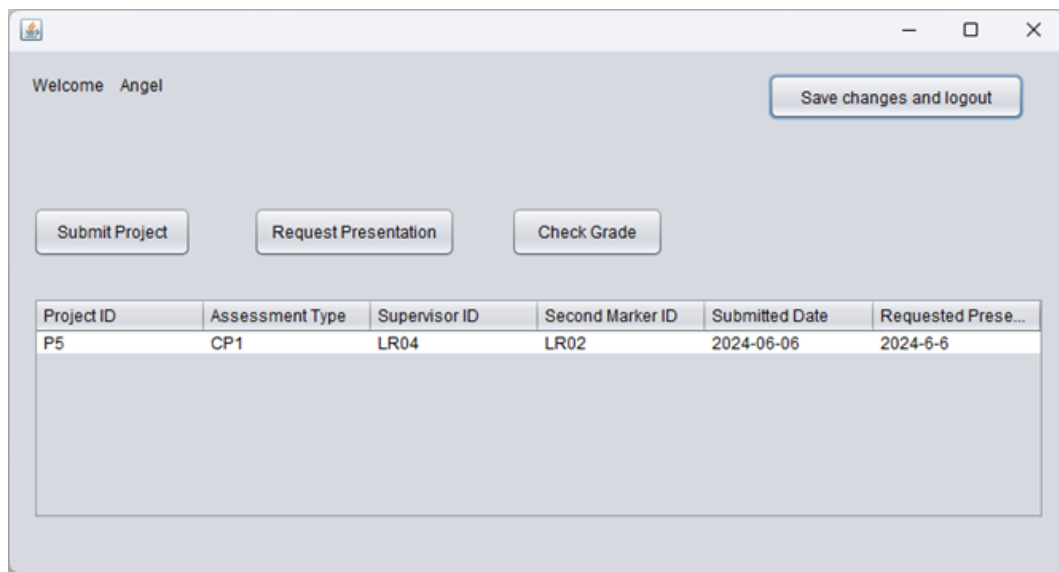 Welcome Angel
Save changes and logout
Submit Project Request Presentation Check Grade
Project ID Assessment Type Supervisor ID Second Marker ID Submitted Date Requested Prese...
P5 CP1 LR04 LR02 2024-06-06 2024-6-6